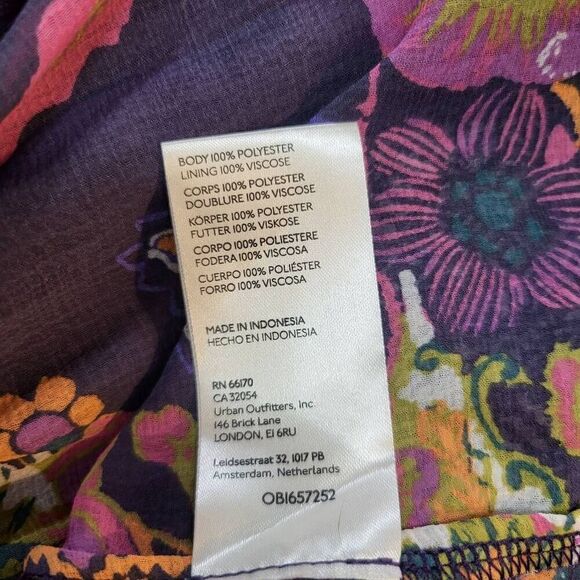 BODY 100% POLYESTER
LINING 100% VISCOSE
CORPS 100% POLYESTER
DOUBLURE 100% VISCOSE
KÖRPER 100% POLYESTER
FUTTER 100% VISKOSE
CORPO 100% POLIESTERE
FODERA 100% VISCOSA
CUERPO 100% POLIÉSTER
FORRO 100% VISCOSA
MADE IN INDONESIA
HECHO EN INDONESIA
RN 66170
CA 32054
Urban Outfitters, Inc.
146 Brick Lane
LONDON, E1 6RU
Leidsestraat 32, 1017 PB
Amsterdam, Netherlands
OB1657252